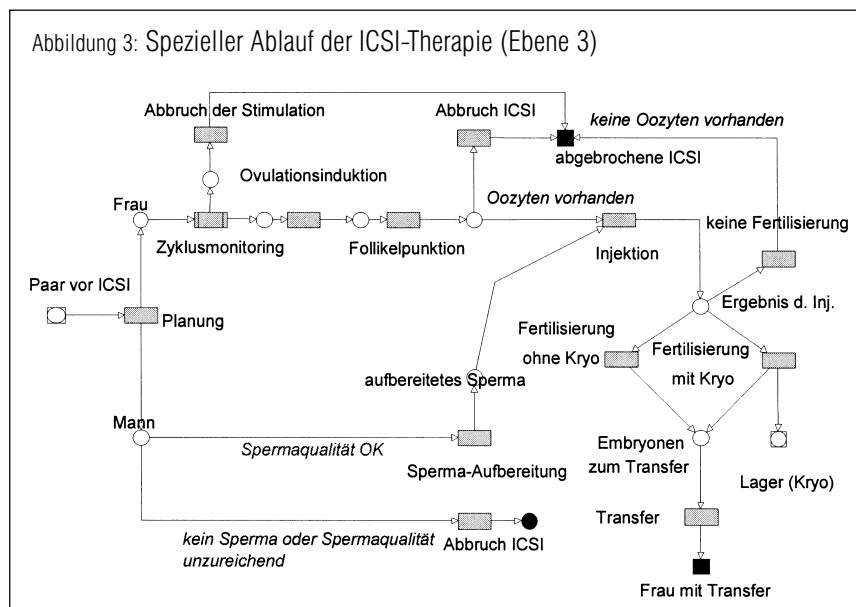 Abbildung 3: Spezieller Ablauf der ICSI-Therapie (Ebene 3)
Abbruch der Stimulation
Abbruch ICSI
keine Oozyten vorhanden
abgebrochene ICSI
Ovulationsinduktion
Oozyten vorhanden
Frau
keine Fertilisierung
Zyklusmonitoring
Follikelpunktion
Injektion
Paar vor ICSI
Planung
Ergebnis d. Inj.
Fertilisierung
ohne Kryo
Fertilisierung
mit Kryo
aufbereitetes Sperma
Mann
Spermaqualität OK
Sperma-Aufbereitung
Embryonen
zum Transfer
Lager (Kryo)
Transfer
kein Sperma oder Spermaqualität
unzureichend
Abbruch ICSI
Frau mit Transfer